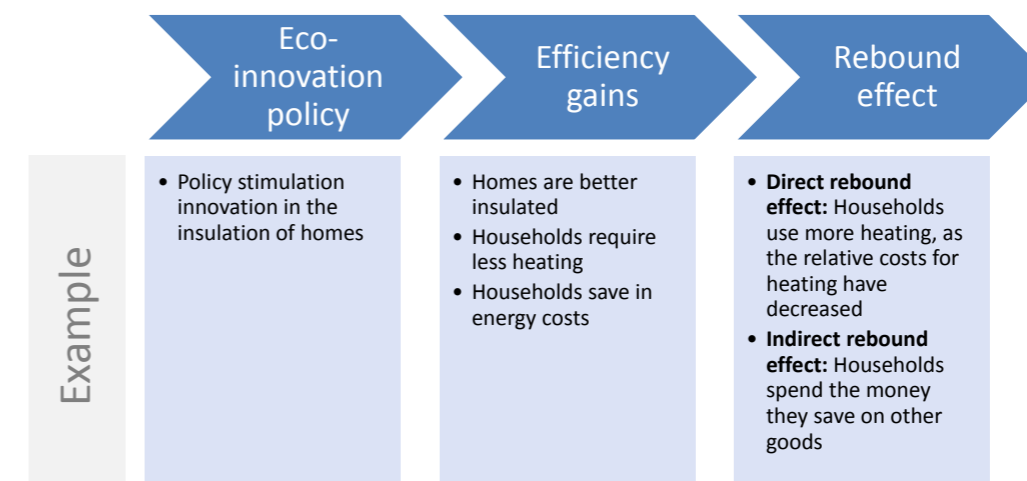 Eco-
innovation
policy
Efficiency
gains
Rebound
effect
Example
• Policy stimulation
innovation in the
insulation of homes
• Homes are better
insulated
• Households require
less heating
• Households save in
energy costs
• Direct rebound
effect: Households
use more heating, as
the relative costs for
heating have
decreased
• Indirect rebound
effect: Households
spend the money
they save on other
goods